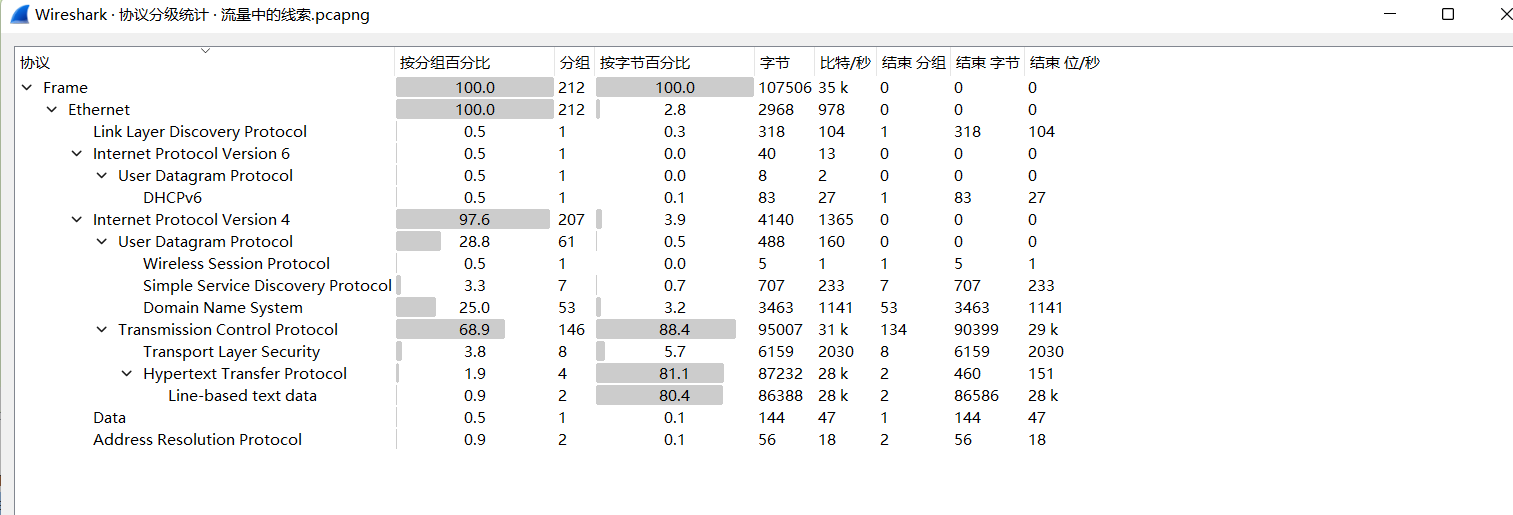 Wireshark · 协议分级统计 · 流量中的线索.pcapng
协议 按分组百分比 分组 按字节百分比 字节 比特/秒 结束 分组 结束 字节 结束 位/秒
Frame 100.0 212 100.0 107506 35 k 0 0 0
Ethernet 100.0 212 2.8 2968 978 0 0 0
Link Layer Discovery Protocol 0.5 1 0.3 318 104 1 318 104
Internet Protocol Version 6 0.5 1 0.0 40 13 0 0 0
User Datagram Protocol 0.5 1 0.0 8 2 0 0 0
DHCPv6 0.5 1 0.1 83 27 1 83 27
Internet Protocol Version 4 97.6 207 3.9 4140 1365 0 0 0
User Datagram Protocol 28.8 61 0.5 488 160 0 0 0
Wireless Session Protocol 0.5 1 0.0 5 1 1 5 1
Simple Service Discovery Protocol 3.3 7 0.7 707 233 7 707 233
Domain Name System 25.0 53 3.2 3463 1141 53 3463 1141
Transmission Control Protocol 68.9 146 88.4 95007 31 k 134 90399 29 k
Transport Layer Security 3.8 8 5.7 6159 2030 8 6159 2030
Hypertext Transfer Protocol 1.9 4 81.1 87232 28 k 2 460 151
Line-based text data 0.9 2 80.4 86388 28 k 2 86586 28 k
Data 0.5 1 0.1 144 47 1 144 47
Address Resolution Protocol 0.9 2 0.1 56 18 2 56 18